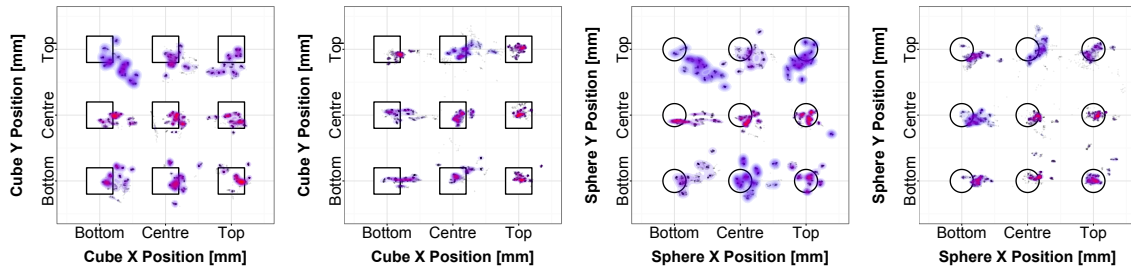 Cube Y Position [mm]
Top
Centre
Bottom
Bottom Centre Top
Cube X Position [mm]
Cube Y Position [mm]
Top
Centre
Bottom
Bottom Centre Top
Cube X Position [mm]
Sphere Y Position [mm]
Top
Centre
Bottom
Bottom Centre Top
Sphere X Position [mm]
Sphere Y Position [mm]
Top
Centre
Bottom
Bottom Centre Top
Sphere X Position [mm]